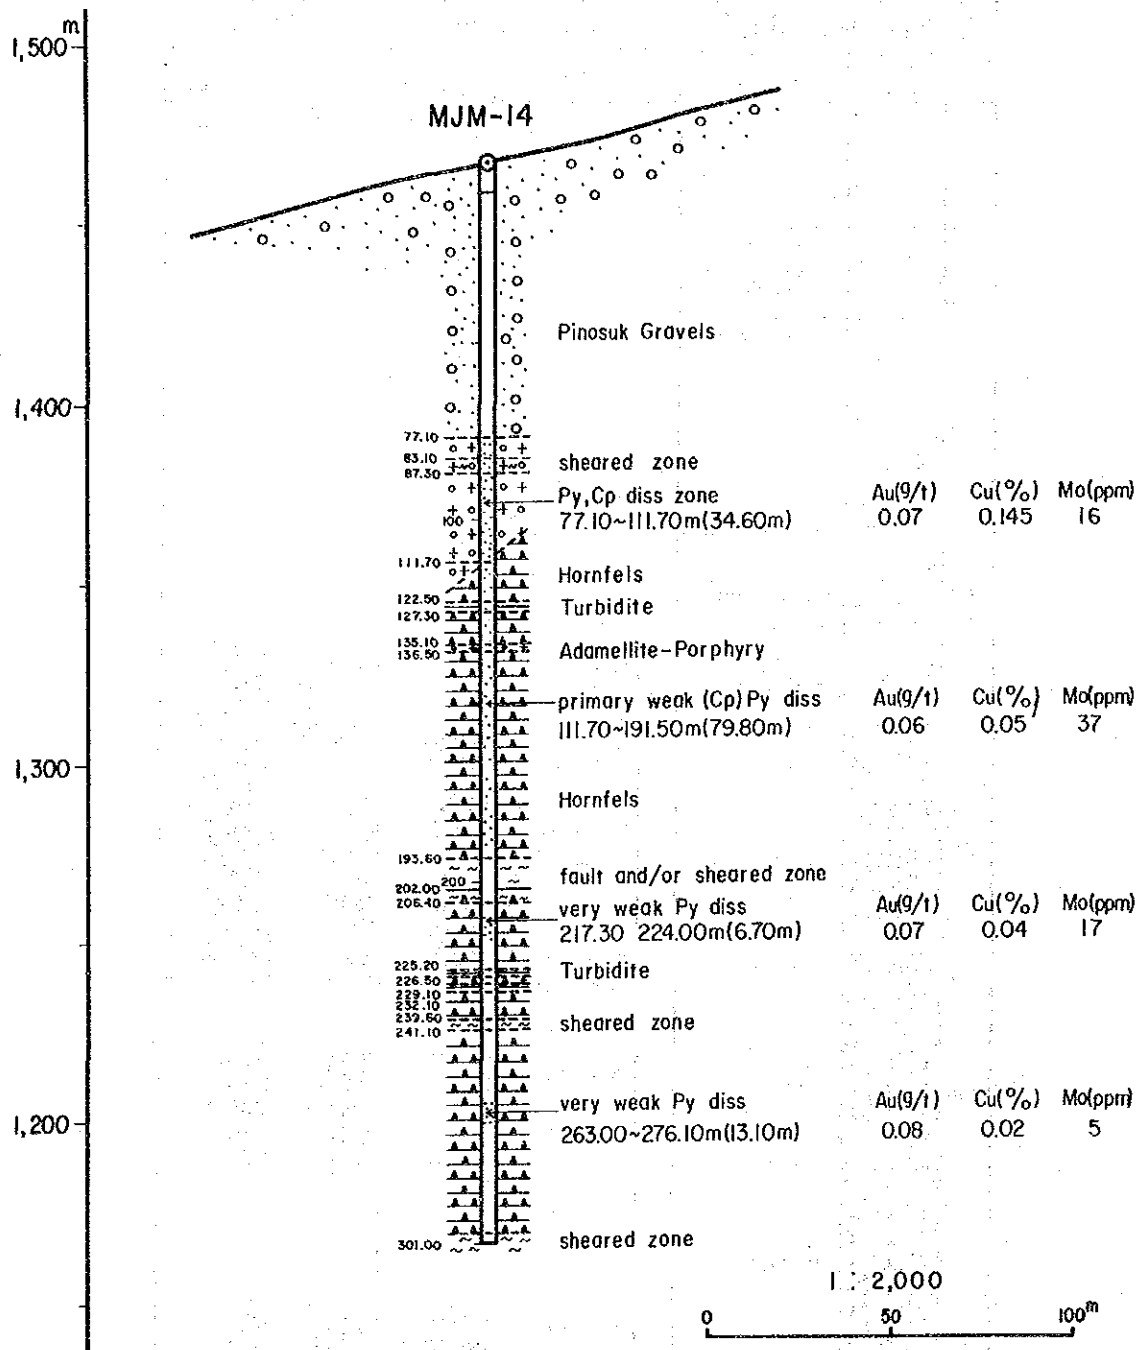 m
1,500
MJM-14
Pinosuk Gravels
1,400
77.10
83.10
sheared zone
87.30
Py,Cp diss zone Au(g/t) Cu(%) Mo(ppm)
77.10~111.70m(34.60m) 0.07 0.145 16
100
111.70
Hornfels
122.50
Turbidite
127.30
135.10
Adamellite-Porphyry
136.50
primary weak (Cp) Py diss Au(g/t) Cu(%) Mo(ppm)
111.70~191.50m(79.80m) 0.06 0.05 37
1,300
Hornfels
193.60
fault and/or sheared zone
200
202.00
206.40
very weak Py diss Au(g/t) Cu(%) Mo(ppm)
217.30 224.00m(6.70m) 0.07 0.04 17
225.20
Turbidite
226.50
229.10
232.10
239.60
sheared zone
241.10
1,200
very weak Py diss Au(g/t) Cu(%) Mo(ppm)
263.00~276.10m(13.10m) 0.08 0.02 5
301.00
sheared zone
1 : 2,000
0 50 100m